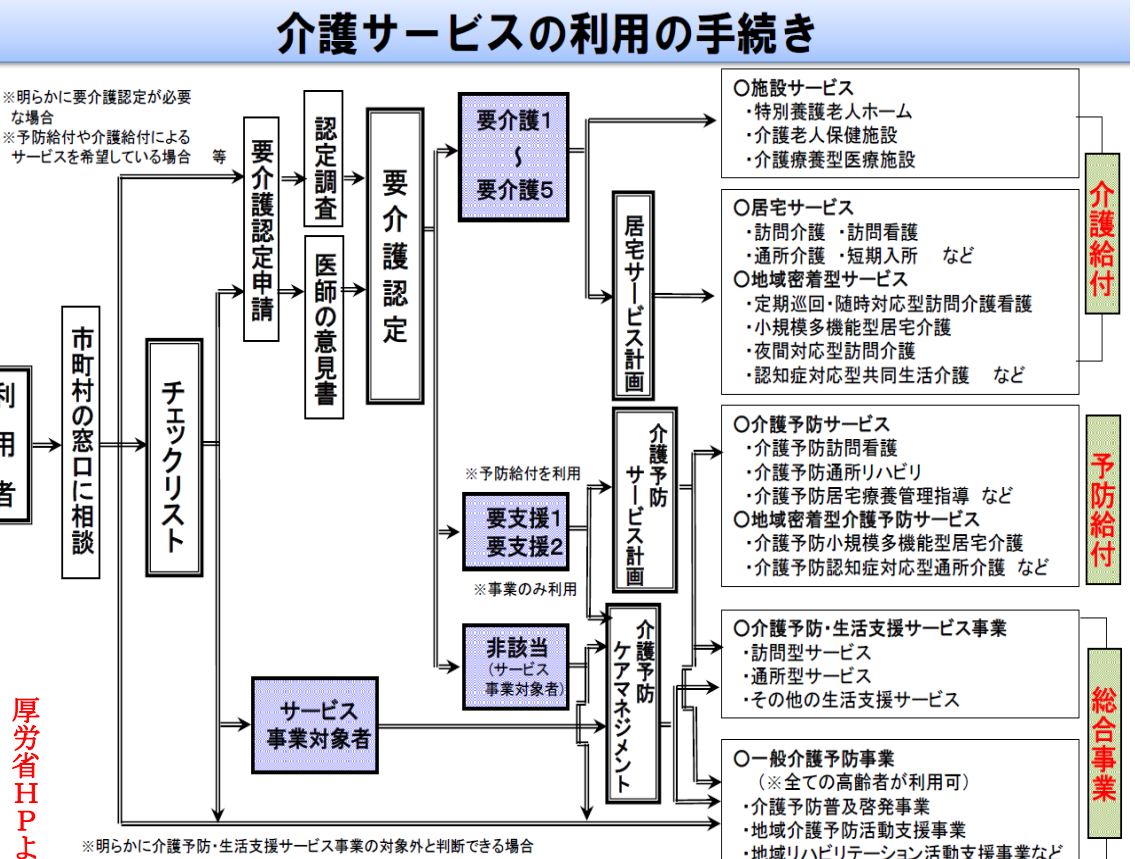 介護サービスの利用の手続き
※明らかに要介護認定が必要
な場合
※予防給付や介護給付による
サービスを希望している場合　等
利用者
市町村の窓口に相談
チェックリスト
要介護認定申請
認定調査
医師の意見書
要介護認定
要介護1
～
要介護5
※予防給付を利用
要支援1
要支援2
※事業のみ利用
非該当
(サービス
事業対象者)
サービス
事業対象者
居宅サービス計画
介護予防
サービス計画
介護予防
ケアマネジメント
○施設サービス
・特別養護老人ホーム
・介護老人保健施設
・介護療養型医療施設
○居宅サービス
・訪問介護　・訪問看護
・通所介護　・短期入所　など
○地域密着型サービス
・定期巡回・随時対応型訪問介護看護
・小規模多機能型居宅介護
・夜間対応型訪問介護
・認知症対応型共同生活介護　など
介護給付
○介護予防サービス
・介護予防訪問看護
・介護予防通所リハビリ
・介護予防居宅療養管理指導　など
○地域密着型介護予防サービス
・介護予防小規模多機能型居宅介護
・介護予防認知症対応型通所介護　など
予防給付
○介護予防・生活支援サービス事業
・訪問型サービス
・通所型サービス
・その他の生活支援サービス
○一般介護予防事業
（※全ての高齢者が利用可）
・介護予防普及啓発事業
・地域介護予防活動支援事業
・地域リハビリテーション活動支援事業など
総合事業
※明らかに介護予防・生活支援サービス事業の対象外と判断できる場合
厚労省HPよ